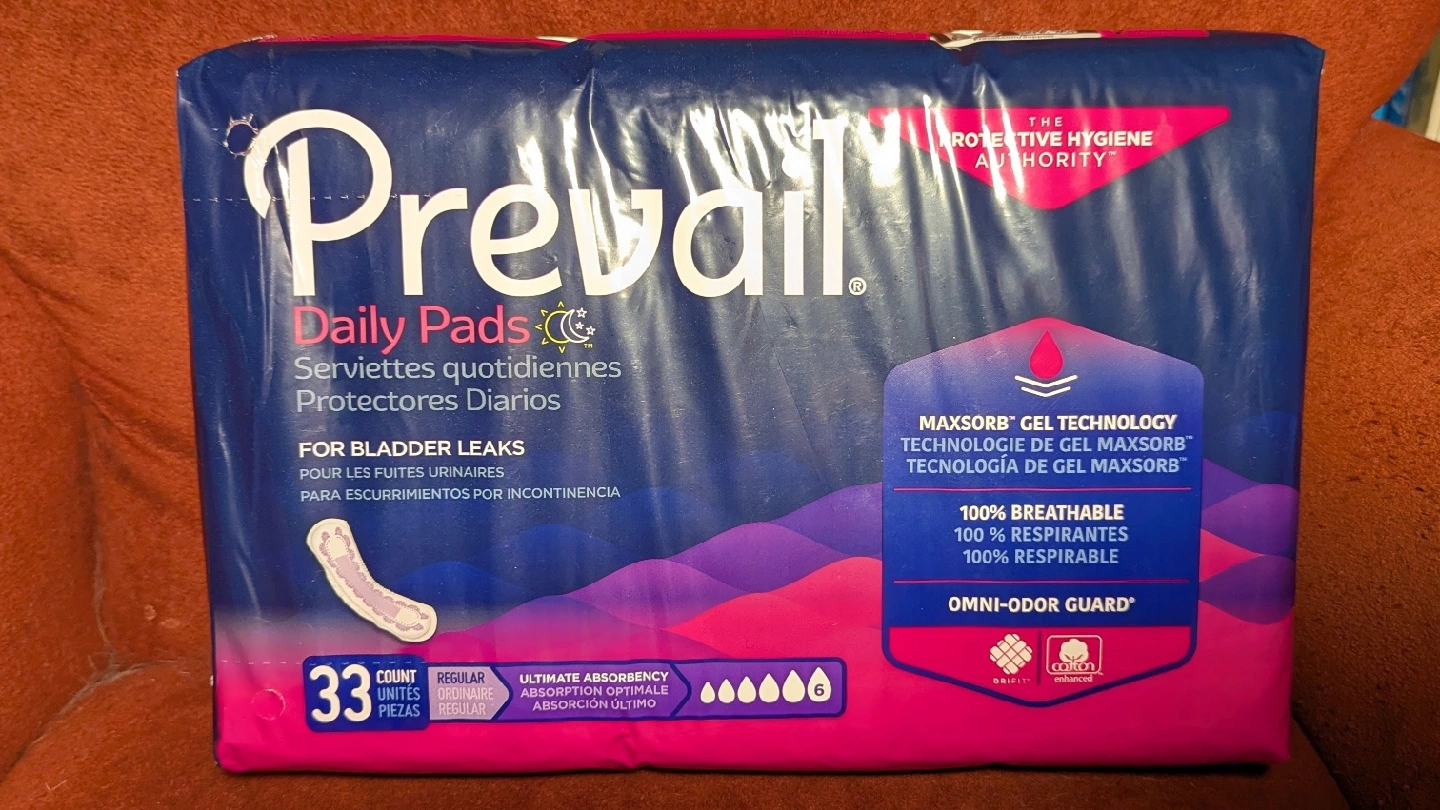 Prevail®
THE
PROTECTIVE HYGIENE
AUTHORITY™
Daily Pads
Serviettes quotidiennes
Protectores Diarios
FOR BLADDER LEAKS
POUR LES FUITES URINAIRES
PARA ESCURRIMIENTOS POR INCONTINENCIA
MAXSORB™ GEL TECHNOLOGY
TECHNOLOGIE DE GEL MAXSORB™
TECNOLOGÍA DE GEL MAXSORB™
100% BREATHABLE
100 % RESPIRANTES
100% RESPIRABLE
OMNI-ODOR GUARD®
DRIFIT™
cotton
enhanced
33 COUNT
UNITÉS
PIEZAS
REGULAR
ORDINAIRE
REGULAR
ULTIMATE ABSORBENCY
ABSORPTION OPTIMALE
ABSORCIÓN ÚLTIMO
6